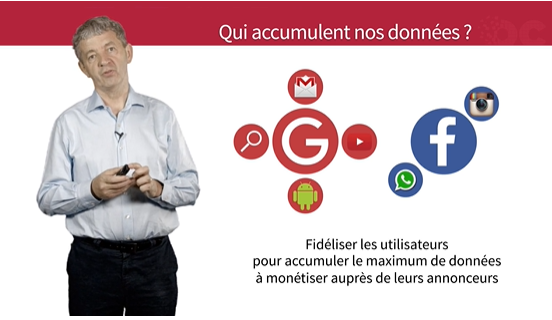 Qui accumulent nos données ?
G
f
Fidéliser les utilisateurs
pour accumuler le maximum de données
à monétiser auprès de leurs annonceurs